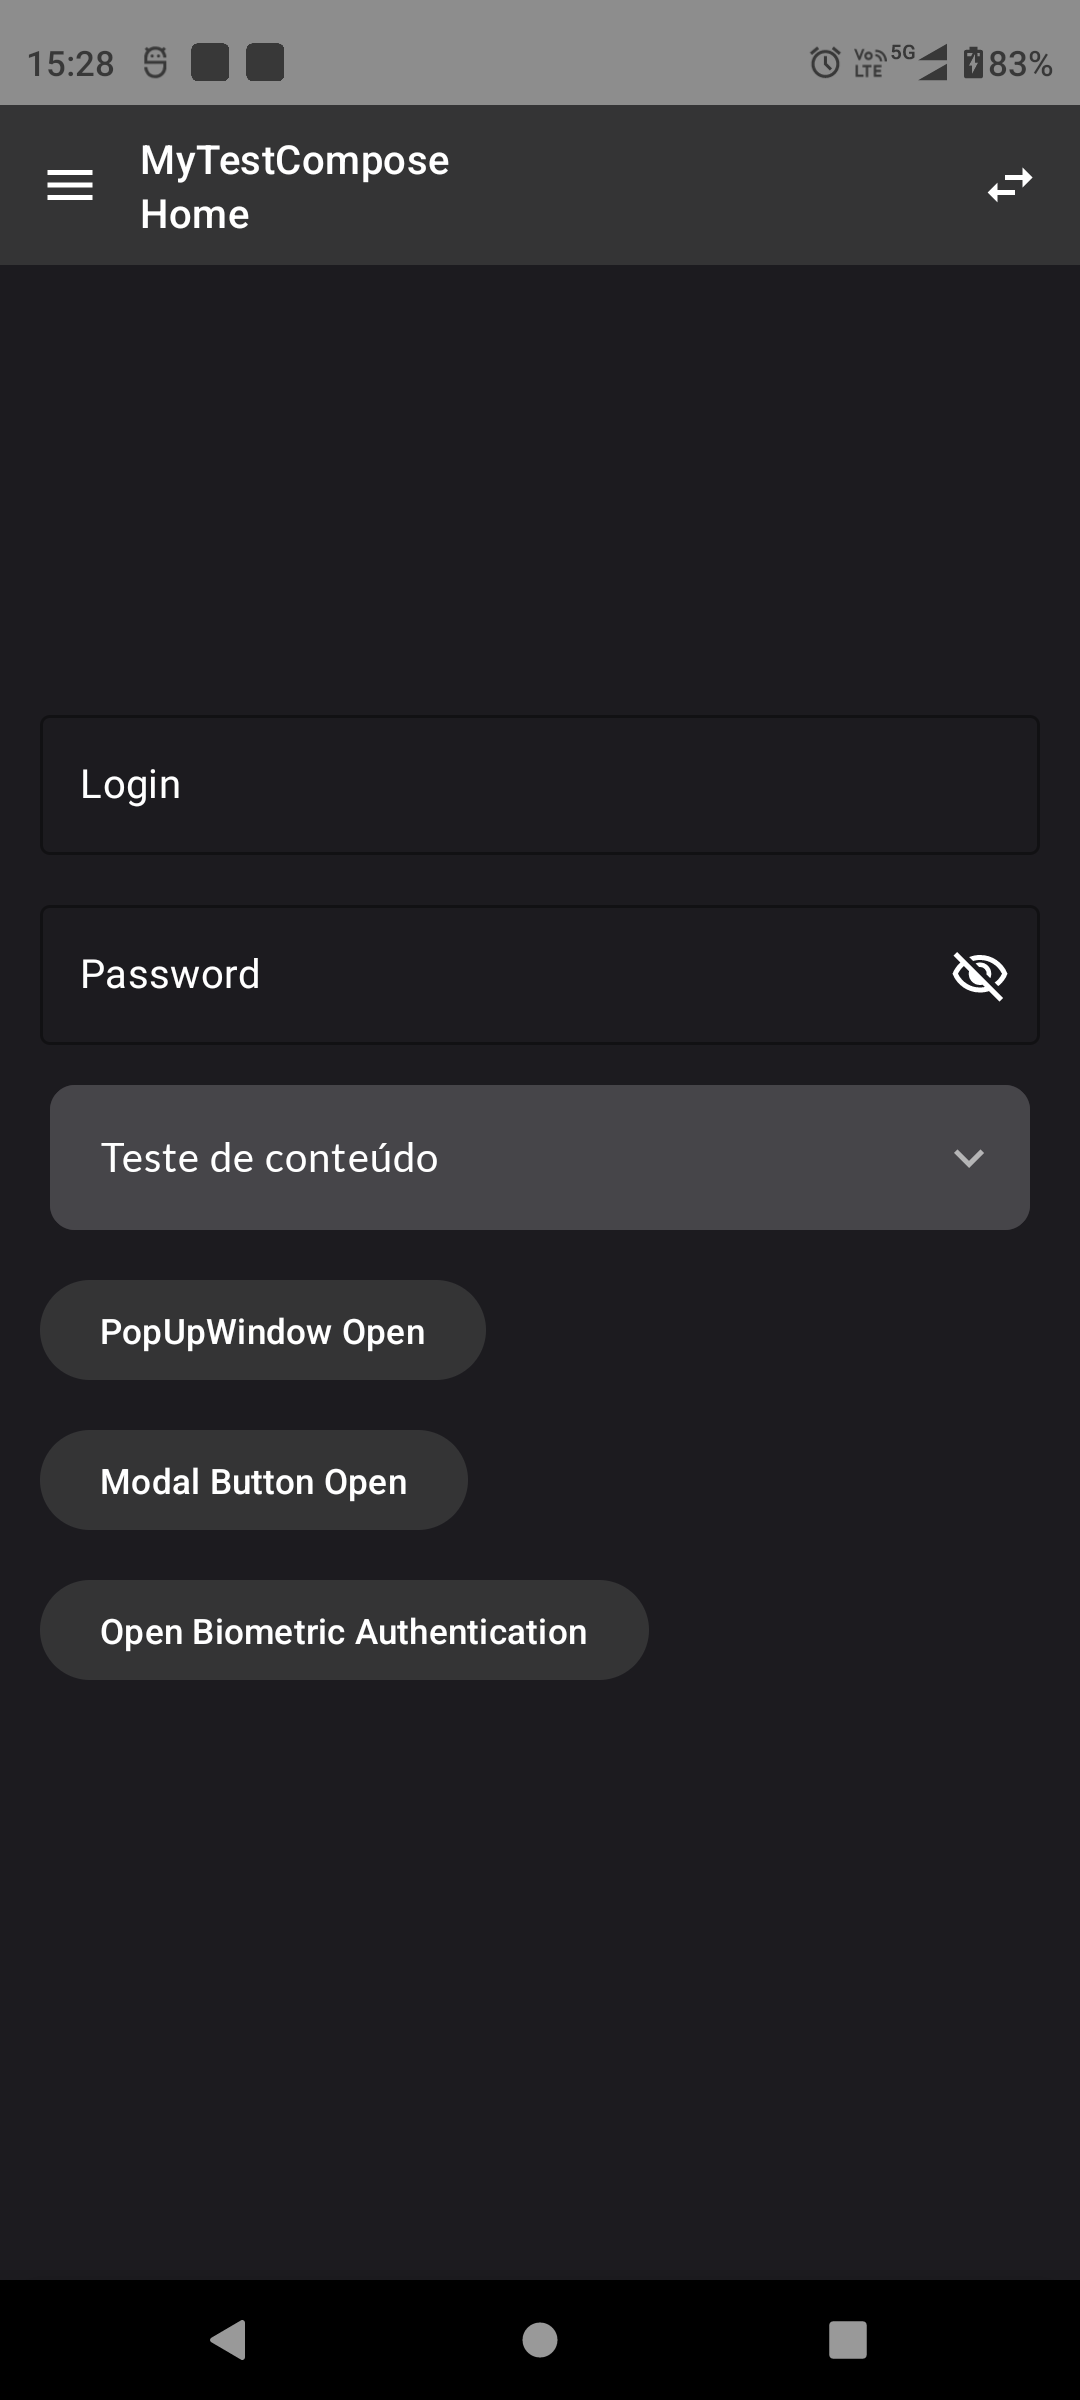 15:28 Vo LTE 5G 83%
MyTestCompose
Home
Login
Password
Teste de conteúdo
PopUpWindow Open
Modal Button Open
Open Biometric Authentication